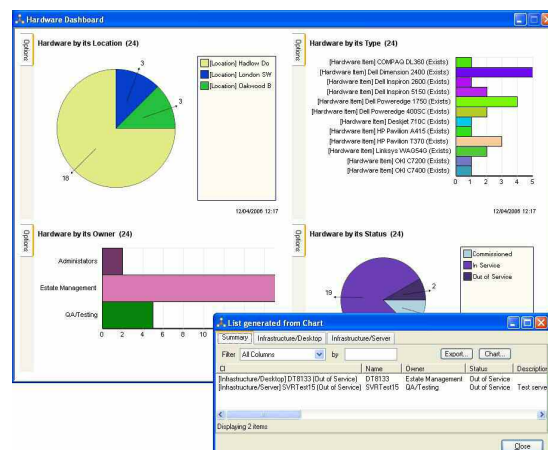 Hardware Dashboard
Options
Hardware by its Location (24)
3
3
18
[Location] Hadlow Do
[Location] London SW
[Location] Oakwood B
12/04/2006 12:17
Options
Hardware by its Type (24)
[Hardware Item] COMPAQ DL360 (Exists)
[Hardware Item] Dell Dimension 2400 (Exists)
[Hardware Item] Dell Inspiron 2600 (Exists)
[Hardware Item] Dell Inspiron 5150 (Exists)
[Hardware Item] Dell Poweredge 1750 (Exists)
[Hardware Item] Dell Poweredge 400SC (Exists)
[Hardware Item] Deskjet 710C (Exists)
[Hardware Item] HP Pavilion A415 (Exists)
[Hardware Item] HP Pavilion T370 (Exists)
[Hardware Item] Linksys WAG54G (Exists)
[Hardware Item] OKI C7200 (Exists)
[Hardware Item] OKI C7400 (Exists)
0 1 2 3 4 5
12/04/2006 12:17
Options
Hardware by its Owner (24)
Administators
Estate Management
QA/Testing
0 2 4 6 8 10
Options
Hardware by its Status (24)
19
2
Commissioned
In Service
Out of Service
List generated from Chart
Summary Infrastructure/Desktop Infrastructure/Server
Filter All Columns by Export... Chart...
CI Name Owner Status Description
[Infrastructure/Desktop] DT8133 (Out of Service) DT8133 Estate Management Out of Service
[Infrastructure/Server] SVRTest15 (Out of Service) SVRTest15 QA/Testing Out of Service Test serve
Displaying 2 items
Close